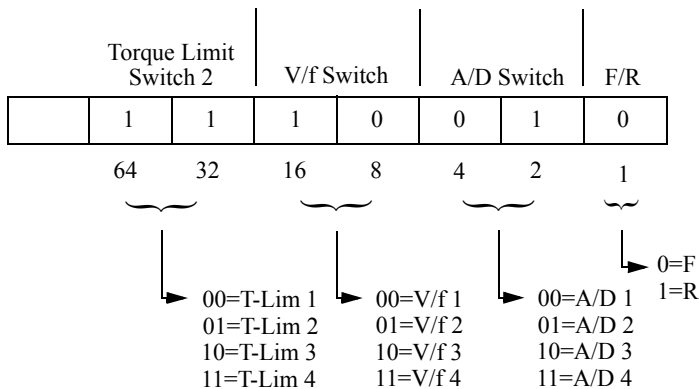 Torque Limit
Switch 2 V/f Switch A/D Switch F/R
1 1 1 0 0 1 0
64 32 16 8 4 2 1
0=F
1=R
00=T-Lim 1 00=V/f 1 00=A/D 1
01=T-Lim 2 01=V/f 2 01=A/D 2
10=T-Lim 3 10=V/f 3 10=A/D 3
11=T-Lim 4 11=V/f 4 11=A/D 4